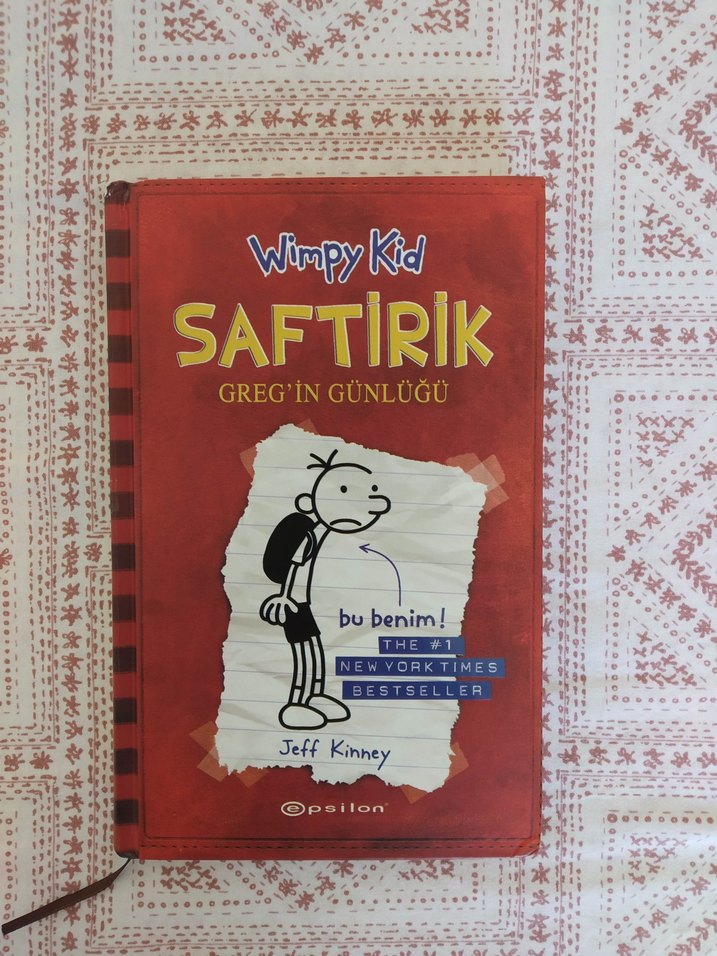 Wimpy Kid
SAFTİRİK
GREG'İN GÜNLÜĞÜ
bu benim!
THE #1
NEW YORK TIMES
BESTSELLER
Jeff Kinney
epsilon®